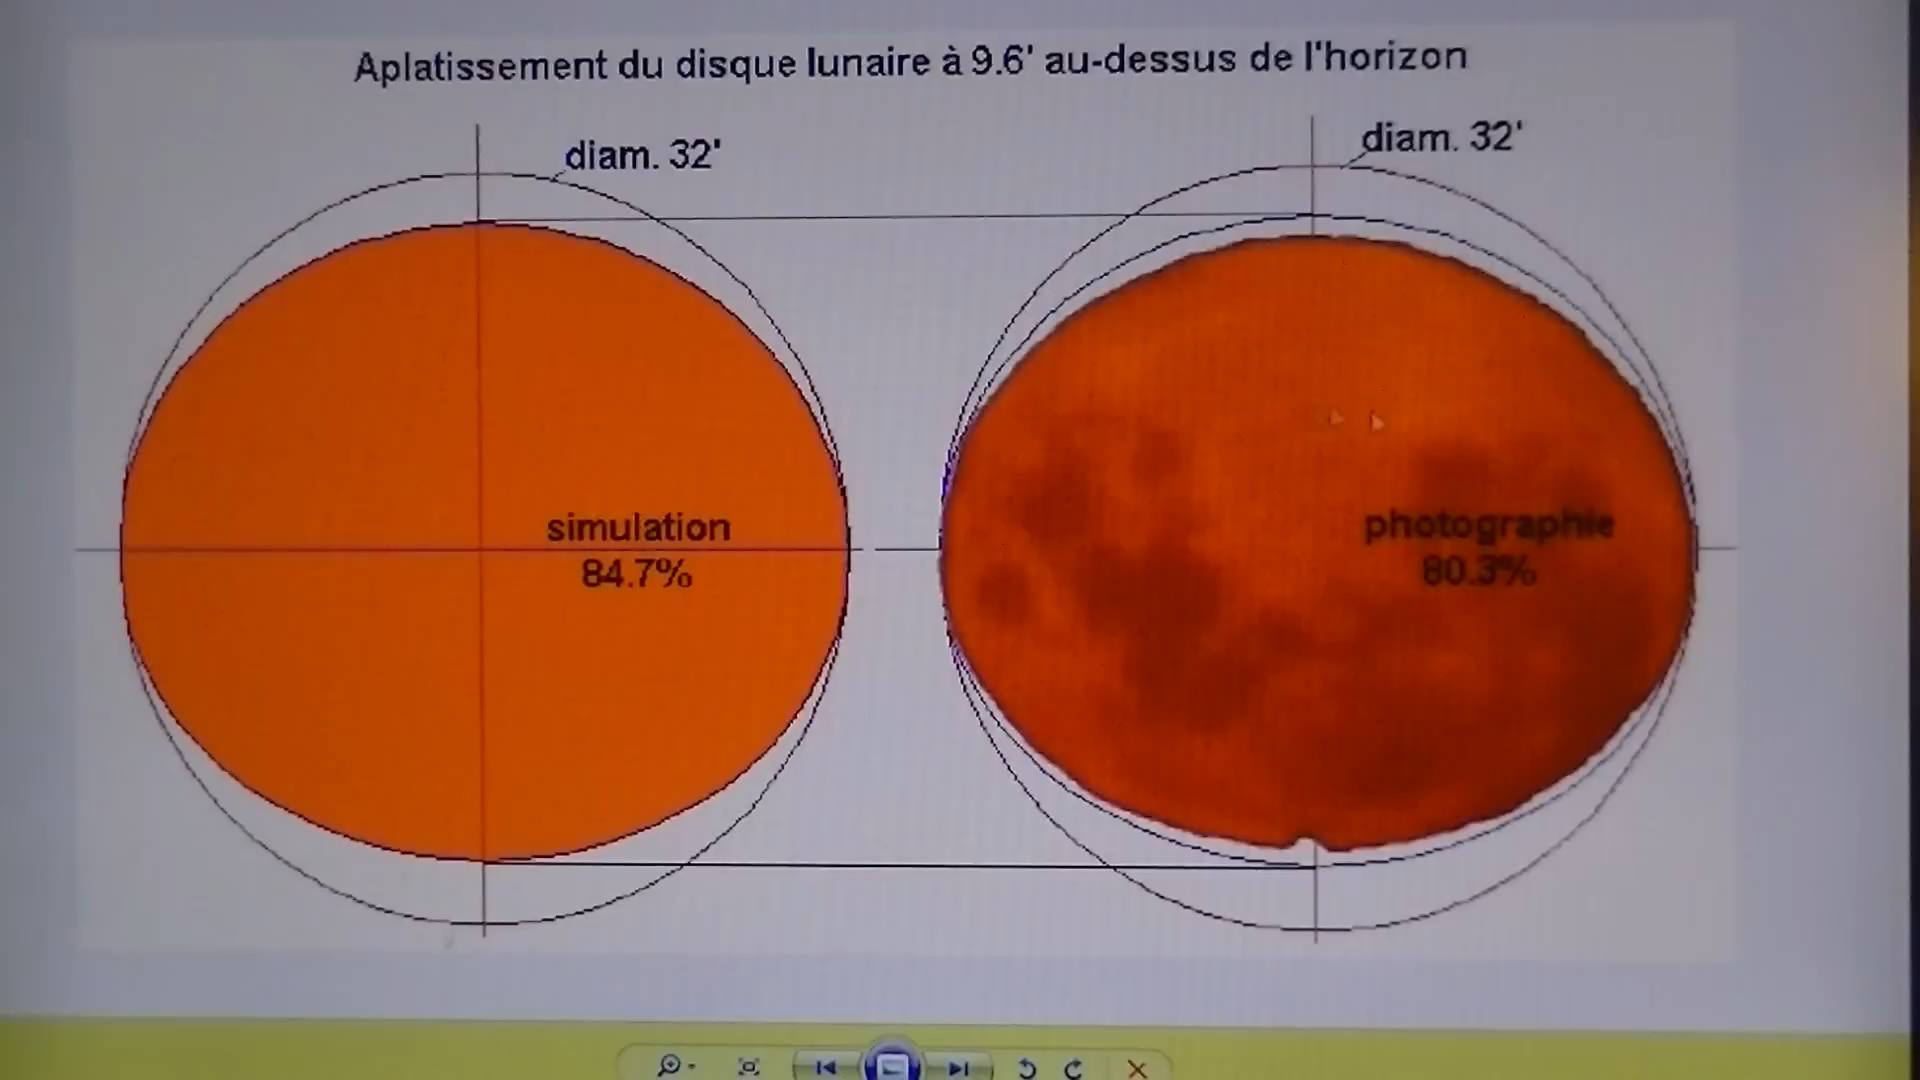 Aplatissement du disque lunaire à 9.6' au-dessus de l'horizon
diam. 32'
diam. 32'
simulation
84.7%
photographie
80.3%